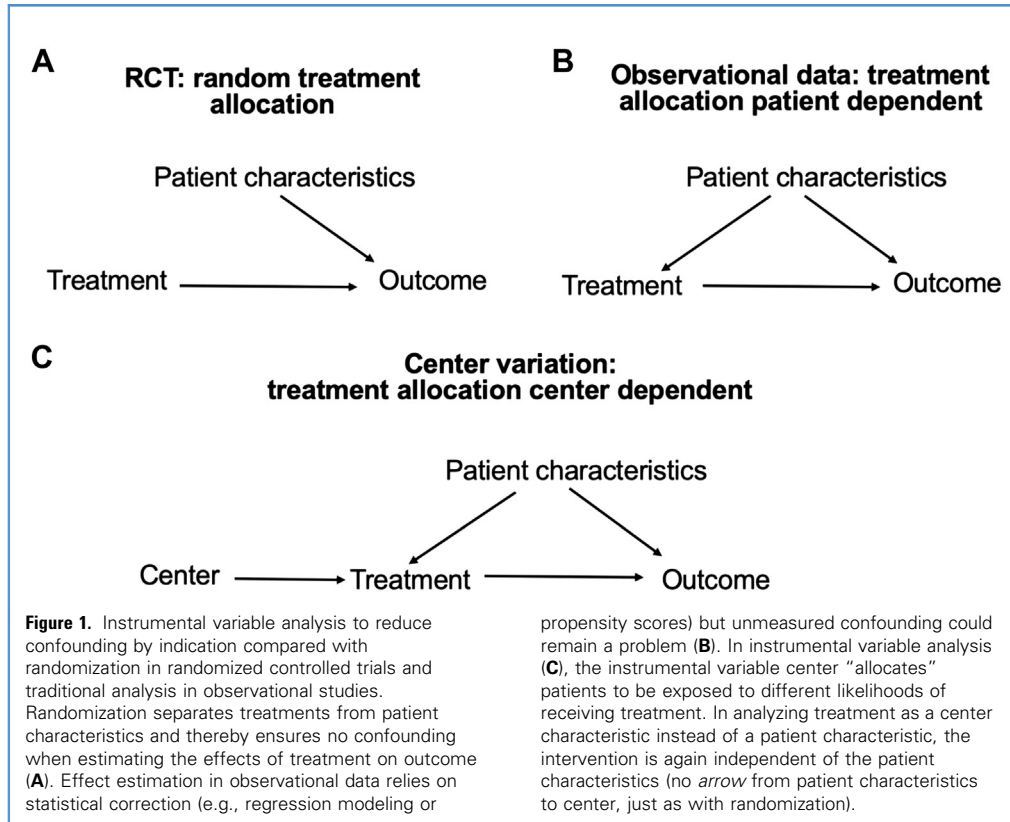 A
RCT: random treatment
allocation
Patient characteristics
Treatment
Outcome
B
Observational data: treatment
allocation patient dependent
Patient characteristics
Treatment
Outcome
C
Center variation:
treatment allocation center dependent
Patient characteristics
Center
Treatment
Outcome
Figure 1. Instrumental variable analysis to reduce
confounding by indication compared with
randomization in randomized controlled trials and
traditional analysis in observational studies.
Randomization separates treatments from patient
characteristics and thereby ensures no confounding
when estimating the effects of treatment on outcome
(A). Effect estimation in observational data relies on
statistical correction (e.g., regression modeling or
propensity scores) but unmeasured confounding could
remain a problem (B). In instrumental variable analysis
(C), the instrumental variable center “allocates”
patients to be exposed to different likelihoods of
receiving treatment. In analyzing treatment as a center
characteristic instead of a patient characteristic, the
intervention is again independent of the patient
characteristics (no arrow from patient characteristics
to center, just as with randomization).